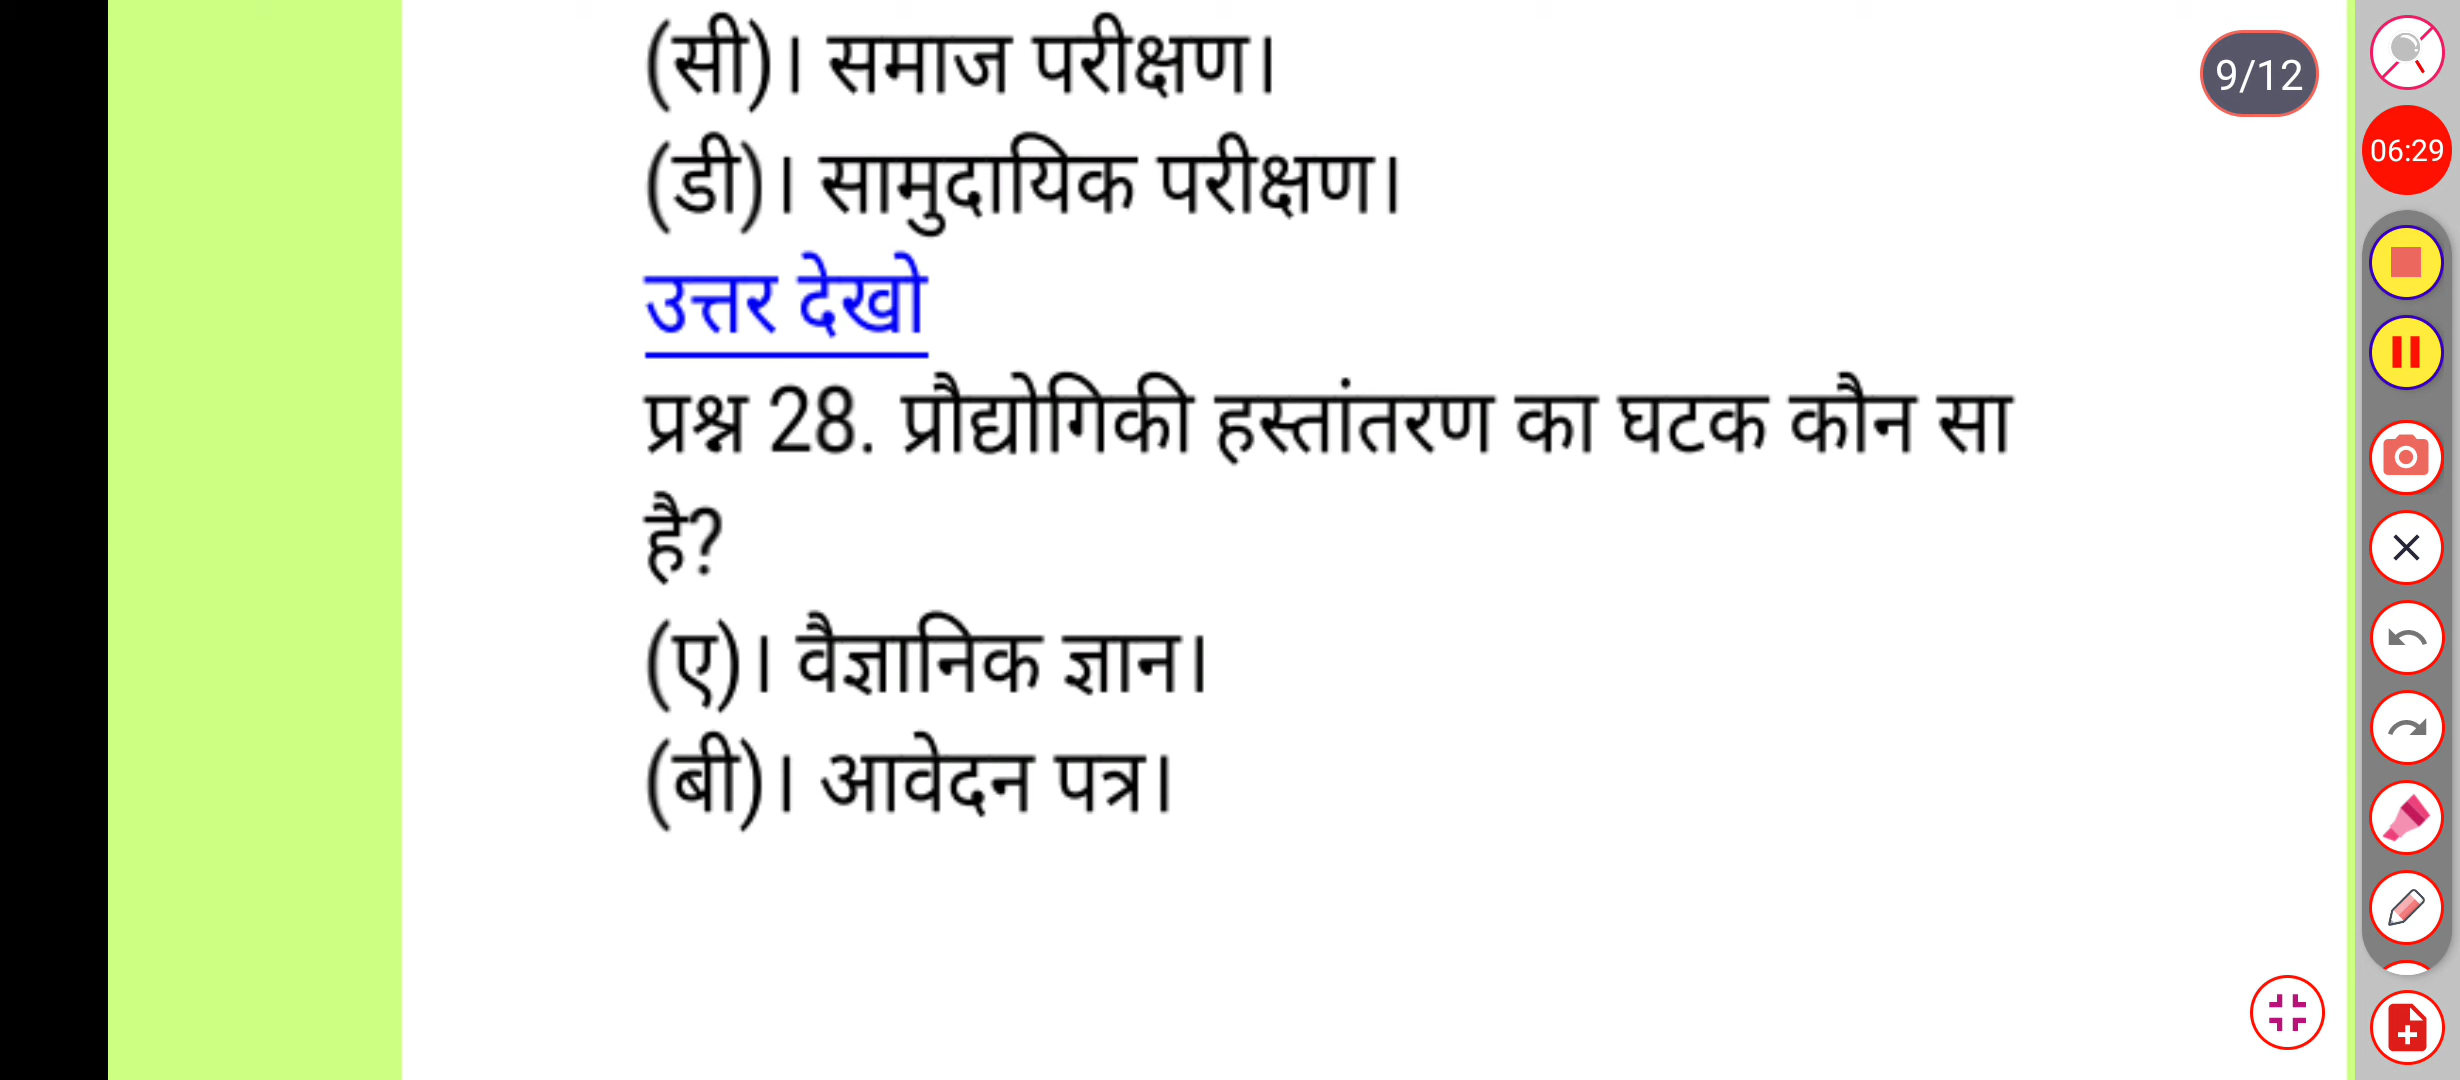 (सी)। समाज परीक्षण।
9/12
06:29
(डी)। सामुदायिक परीक्षण।
उत्तर देखो
प्रश्न 28. प्रौद्योगिकी हस्तांतरण का घटक कौन सा
है?
(ए)। वैज्ञानिक ज्ञान।
(बी)। आवेदन पत्र।